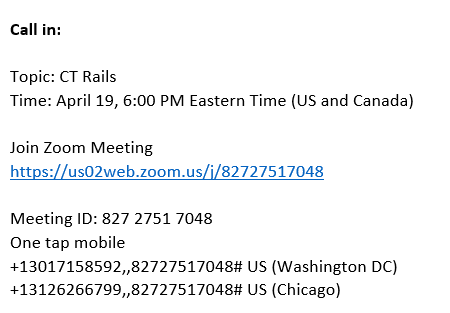 Call in:
Topic: CT Rails
Time: April 19, 6:00 PM Eastern Time (US and Canada)
Join Zoom Meeting
https://us02web.zoom.us/j/82727517048
Meeting ID: 827 2751 7048
One tap mobile
+13017158592,,82727517048# US (Washington DC)
+13126266799,,82727517048# US (Chicago)